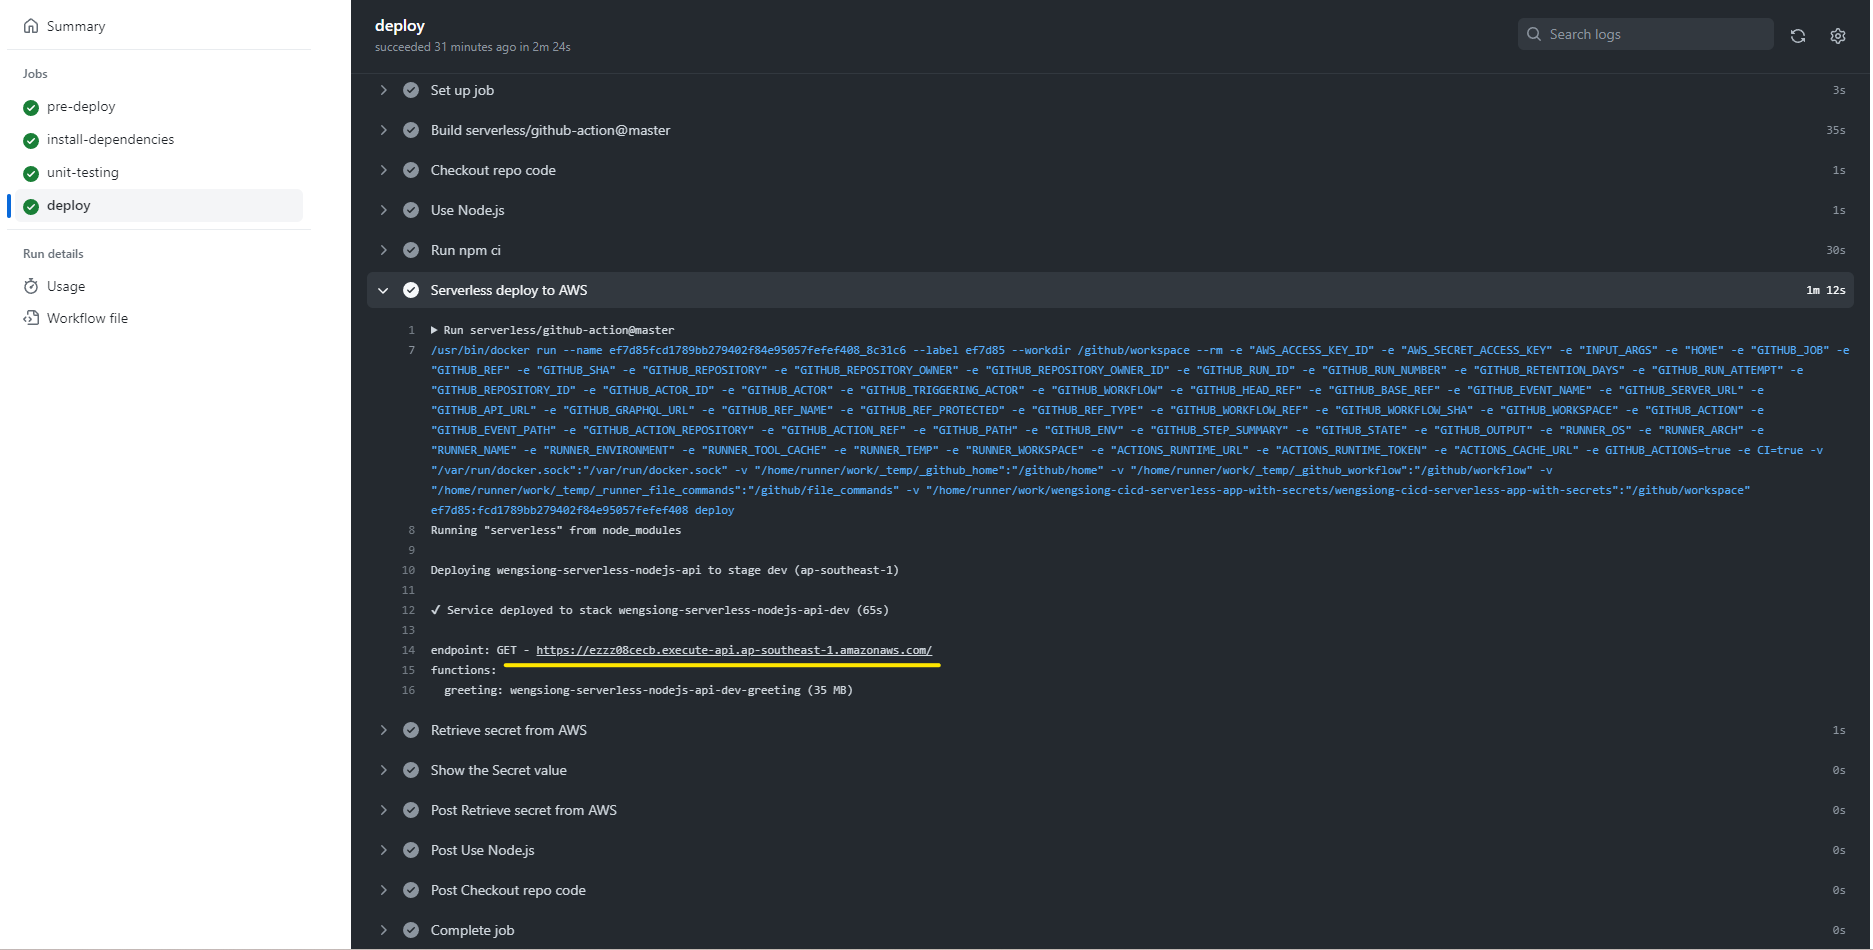 Summary
Jobs
pre-deploy
install-dependencies
unit-testing
deploy
Run details
Usage
Workflow file
deploy
succeeded 31 minutes ago in 2m 24s
Search logs
Set up job 3s
Build serverless/github-action@master 35s
Checkout repo code 1s
Use Node.js 1s
Run npm ci 30s
Serverless deploy to AWS 1m 12s
1 ▶ Run serverless/github-action@master
7 /usr/bin/docker run --name ef7d85fcd1789bb279402f84e95057fefef408_8c31c6 --label ef7d85 --workdir /github/workspace --rm -e "AWS_ACCESS_KEY_ID" -e "AWS_SECRET_ACCESS_KEY" -e "INPUT_ARGS" -e "HOME" -e "GITHUB_JOB" -e
"GITHUB_REF" -e "GITHUB_SHA" -e "GITHUB_REPOSITORY" -e "GITHUB_REPOSITORY_OWNER" -e "GITHUB_REPOSITORY_OWNER_ID" -e "GITHUB_RUN_ID" -e "GITHUB_RUN_NUMBER" -e "GITHUB_RETENTION_DAYS" -e "GITHUB_RUN_ATTEMPT" -e
"GITHUB_REPOSITORY_ID" -e "GITHUB_ACTOR_ID" -e "GITHUB_ACTOR" -e "GITHUB_TRIGGERING_ACTOR" -e "GITHUB_WORKFLOW" -e "GITHUB_HEAD_REF" -e "GITHUB_BASE_REF" -e "GITHUB_EVENT_NAME" -e "GITHUB_SERVER_URL" -e
"GITHUB_API_URL" -e "GITHUB_GRAPHQL_URL" -e "GITHUB_REF_NAME" -e "GITHUB_REF_PROTECTED" -e "GITHUB_REF_TYPE" -e "GITHUB_WORKFLOW_REF" -e "GITHUB_WORKFLOW_SHA" -e "GITHUB_WORKSPACE" -e "GITHUB_ACTION" -e
"GITHUB_EVENT_PATH" -e "GITHUB_ACTION_REPOSITORY" -e "GITHUB_ACTION_REF" -e "GITHUB_PATH" -e "GITHUB_ENV" -e "GITHUB_STEP_SUMMARY" -e "GITHUB_STATE" -e "GITHUB_OUTPUT" -e "RUNNER_OS" -e "RUNNER_ARCH" -e
"RUNNER_NAME" -e "RUNNER_ENVIRONMENT" -e "RUNNER_TOOL_CACHE" -e "RUNNER_TEMP" -e "RUNNER_WORKSPACE" -e "ACTIONS_RUNTIME_URL" -e "ACTIONS_RUNTIME_TOKEN" -e "ACTIONS_CACHE_URL" -e GITHUB_ACTIONS=true -e CI=true -v
"/var/run/docker.sock":"/var/run/docker.sock" -v "/home/runner/work/_temp/_github_home":"/github/home" -v "/home/runner/work/_temp/_github_workflow":"/github/workflow" -v
"/home/runner/work/_temp/_runner_file_commands":"/github/file_commands" -v "/home/runner/work/wengsiong-cicd-serverless-app-with-secrets/wengsiong-cicd-serverless-app-with-secrets":"/github/workspace"
ef7d85:fcd1789bb279402f84e95057fefef408 deploy
8 Running "serverless" from node_modules
9
10 Deploying wengsiong-serverless-nodejs-api to stage dev (ap-southeast-1)
11
12 ✔ Service deployed to stack wengsiong-serverless-nodejs-api-dev (65s)
13
14 endpoint: GET - https://ezzz08cecb.execute-api.ap-southeast-1.amazonaws.com/
15 functions:
16 greeting: wengsiong-serverless-nodejs-api-dev-greeting (35 MB)
Retrieve secret from AWS 1s
Show the Secret value 0s
Post Retrieve secret from AWS 0s
Post Use Node.js 0s
Post Checkout repo code 0s
Complete job 0s